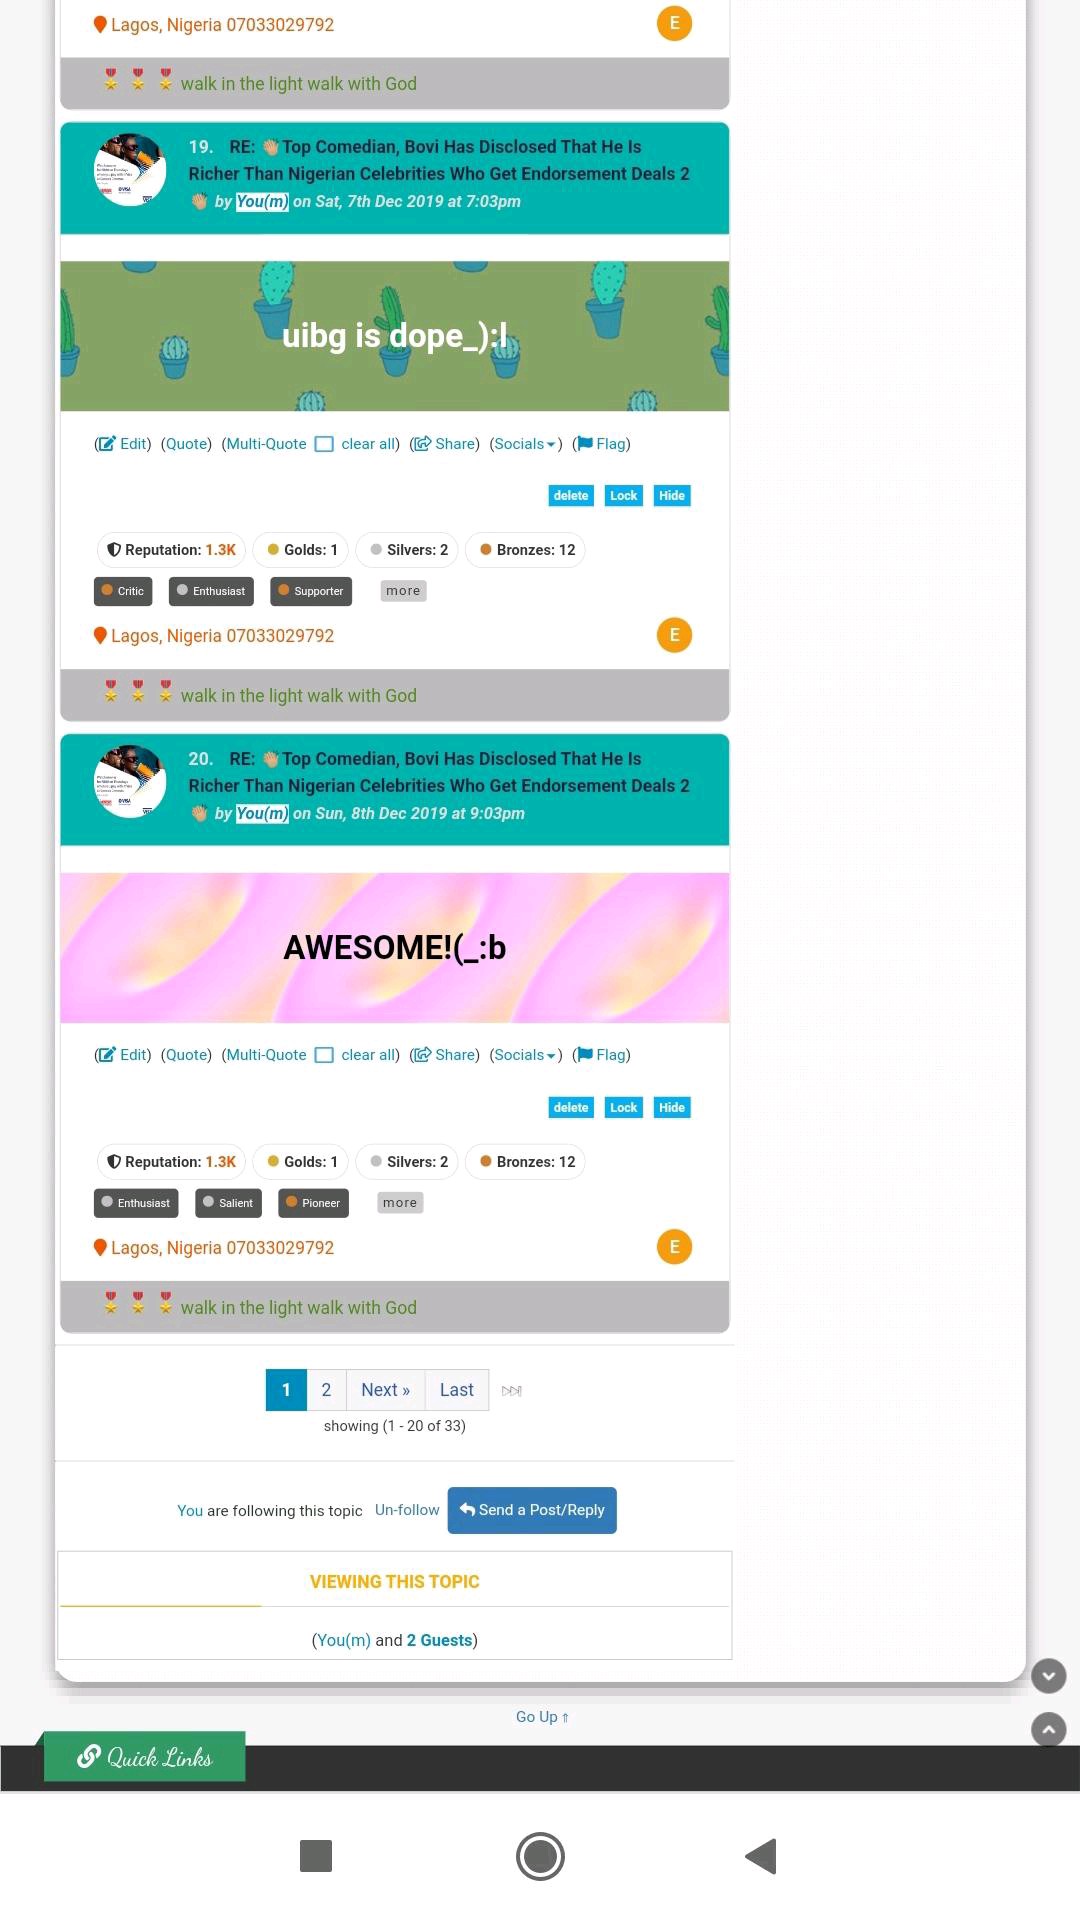 Lagos, Nigeria 07033029792
E
walk in the light walk with God
19. RE: 👏Top Comedian, Bovi Has Disclosed That He Is
Richer Than Nigerian Celebrities Who Get Endorsement Deals 2
👏 by You(m) on Sat, 7th Dec 2019 at 7:03pm
uibg is dope_):l
(Edit) (Quote) (Multi-Quote clear all) (Share) (Socials) (Flag)
delete Lock Hide
Reputation: 1.3K Golds: 1 Silvers: 2 Bronzes: 12
Critic Enthusiast Supporter more
Lagos, Nigeria 07033029792
E
walk in the light walk with God
20. RE: 👏Top Comedian, Bovi Has Disclosed That He Is
Richer Than Nigerian Celebrities Who Get Endorsement Deals 2
👏 by You(m) on Sun, 8th Dec 2019 at 9:03pm
AWESOME!(_:b
(Edit) (Quote) (Multi-Quote clear all) (Share) (Socials) (Flag)
delete Lock Hide
Reputation: 1.3K Golds: 1 Silvers: 2 Bronzes: 12
Enthusiast Salient Pioneer more
Lagos, Nigeria 07033029792
E
walk in the light walk with God
1 2 Next » Last
showing (1 - 20 of 33)
You are following this topic Un-follow Send a Post/Reply
VIEWING THIS TOPIC
(You(m) and 2 Guests)
Go Up ⇑
Quick Links